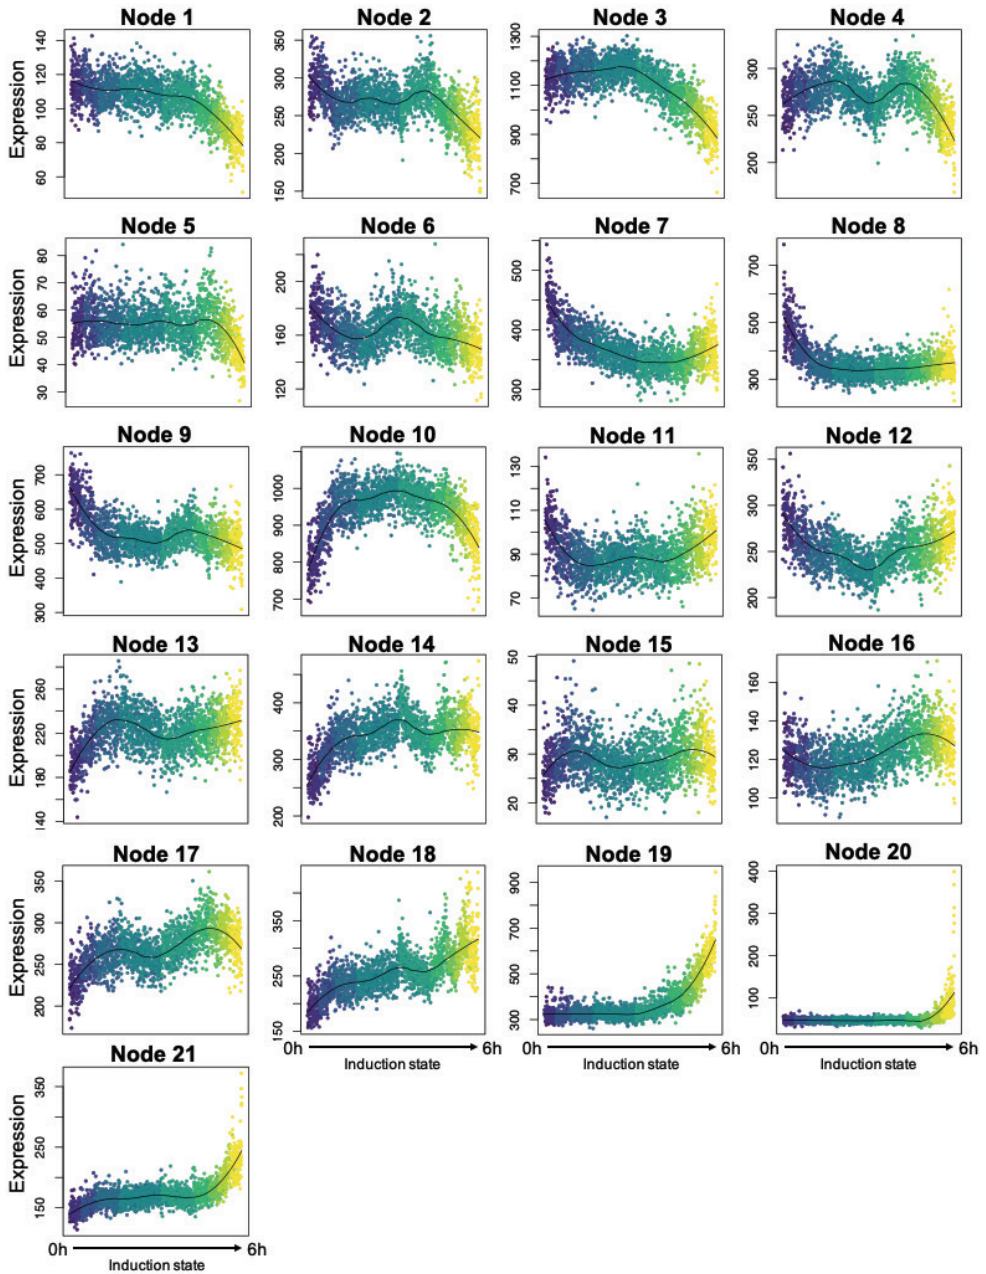 Node 1
Node 2
Node 3
Node 4
Expression
140
120
100
80
60
350
300
250
200
150
1300
1100
900
700
300
250
200
Node 5
Node 6
Node 7
Node 8
Expression
80
70
60
50
40
30
200
160
120
500
400
300
700
500
300
Node 9
Node 10
Node 11
Node 12
Expression
700
600
500
400
300
1000
900
800
700
130
110
90
70
350
300
250
200
Node 13
Node 14
Node 15
Node 16
Expression
260
220
180
140
400
300
200
50
40
30
20
160
140
120
100
Node 17
Node 18
Node 19
Node 20
Expression
350
300
250
200
350
250
150
900
700
500
300
400
300
200
100
0h 6h
Induction state
0h 6h
Induction state
0h 6h
Induction state
Node 21
Expression
350
250
150
0h 6h
Induction state